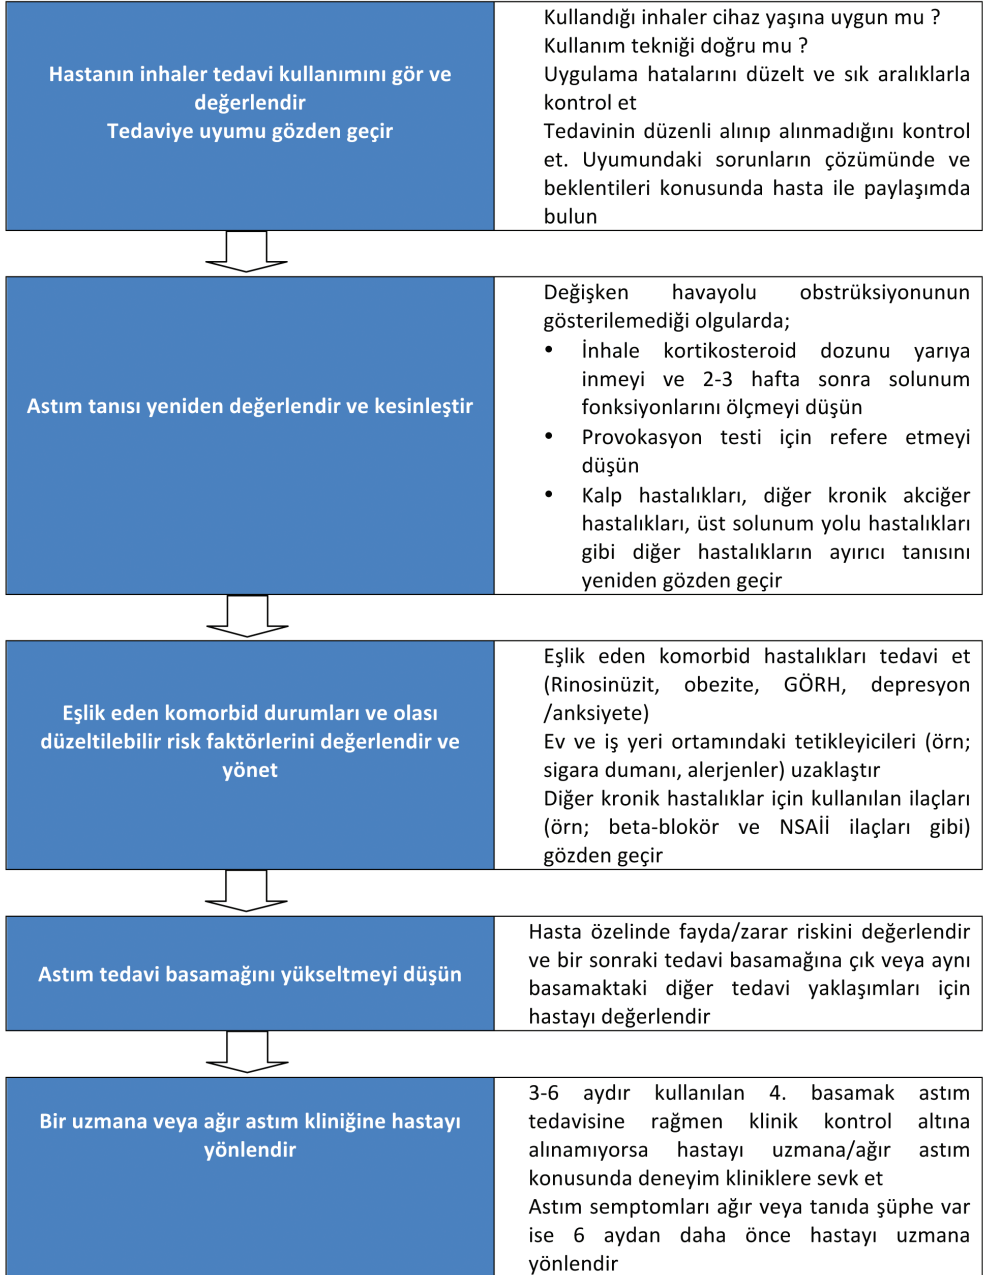 Hastanın inhaler tedavi kullanımını gör ve
değerlendir
Tedaviye uyumu gözden geçir
Kullandığı inhaler cihaz yaşına uygun mu ?
Kullanım tekniği doğru mu ?
Uygulama hatalarını düzelt ve sık aralıklarla
kontrol et
Tedavinin düzenli alınıp alınmadığını kontrol
et. Uyumundaki sorunların çözümünde ve
beklentileri konusunda hasta ile paylaşımda
bulun
Astım tanısı yeniden değerlendir ve kesinleştir
Değişken havayolu obstrüksiyonunun
gösterilemediği olgularda;
• İnhale kortikosteroid dozunu yarıya
inmeyi ve 2-3 hafta sonra solunum
fonksiyonlarını ölçmeyi düşün
• Provokasyon testi için refere etmeyi
düşün
• Kalp hastalıkları, diğer kronik akciğer
hastalıkları, üst solunum yolu hastalıkları
gibi diğer hastalıkların ayırıcı tanısını
yeniden gözden geçir
Eşlik eden komorbid durumları ve olası
düzeltilebilir risk faktörlerini değerlendir ve
yönet
Eşlik eden komorbid hastalıkları tedavi et
(Rinosinüzit, obezite, GÖRH, depresyon
/anksiyete)
Ev ve iş yeri ortamındaki tetikleyicileri (örn;
sigara dumanı, alerjenler) uzaklaştır
Diğer kronik hastalıklar için kullanılan ilaçları
(örn; beta-blokör ve NSAİİ ilaçları gibi)
gözden geçir
Astım tedavi basamağını yükseltmeyi düşün
Hasta özelinde fayda/zarar riskini değerlendir
ve bir sonraki tedavi basamağına çık veya aynı
basamaktaki diğer tedavi yaklaşımları için
hastayı değerlendir
Bir uzmana veya ağır astım kliniğine hastayı
yönlendir
3-6 aydır kullanılan 4. basamak astım
tedavisine rağmen klinik kontrol altına
alınamıyorsa hastayı uzmana/ağır astım
konusunda deneyim kliniklere sevk et
Astım semptomları ağır veya tanıda şüphe var
ise 6 aydan daha önce hastayı uzmana
yönlendir